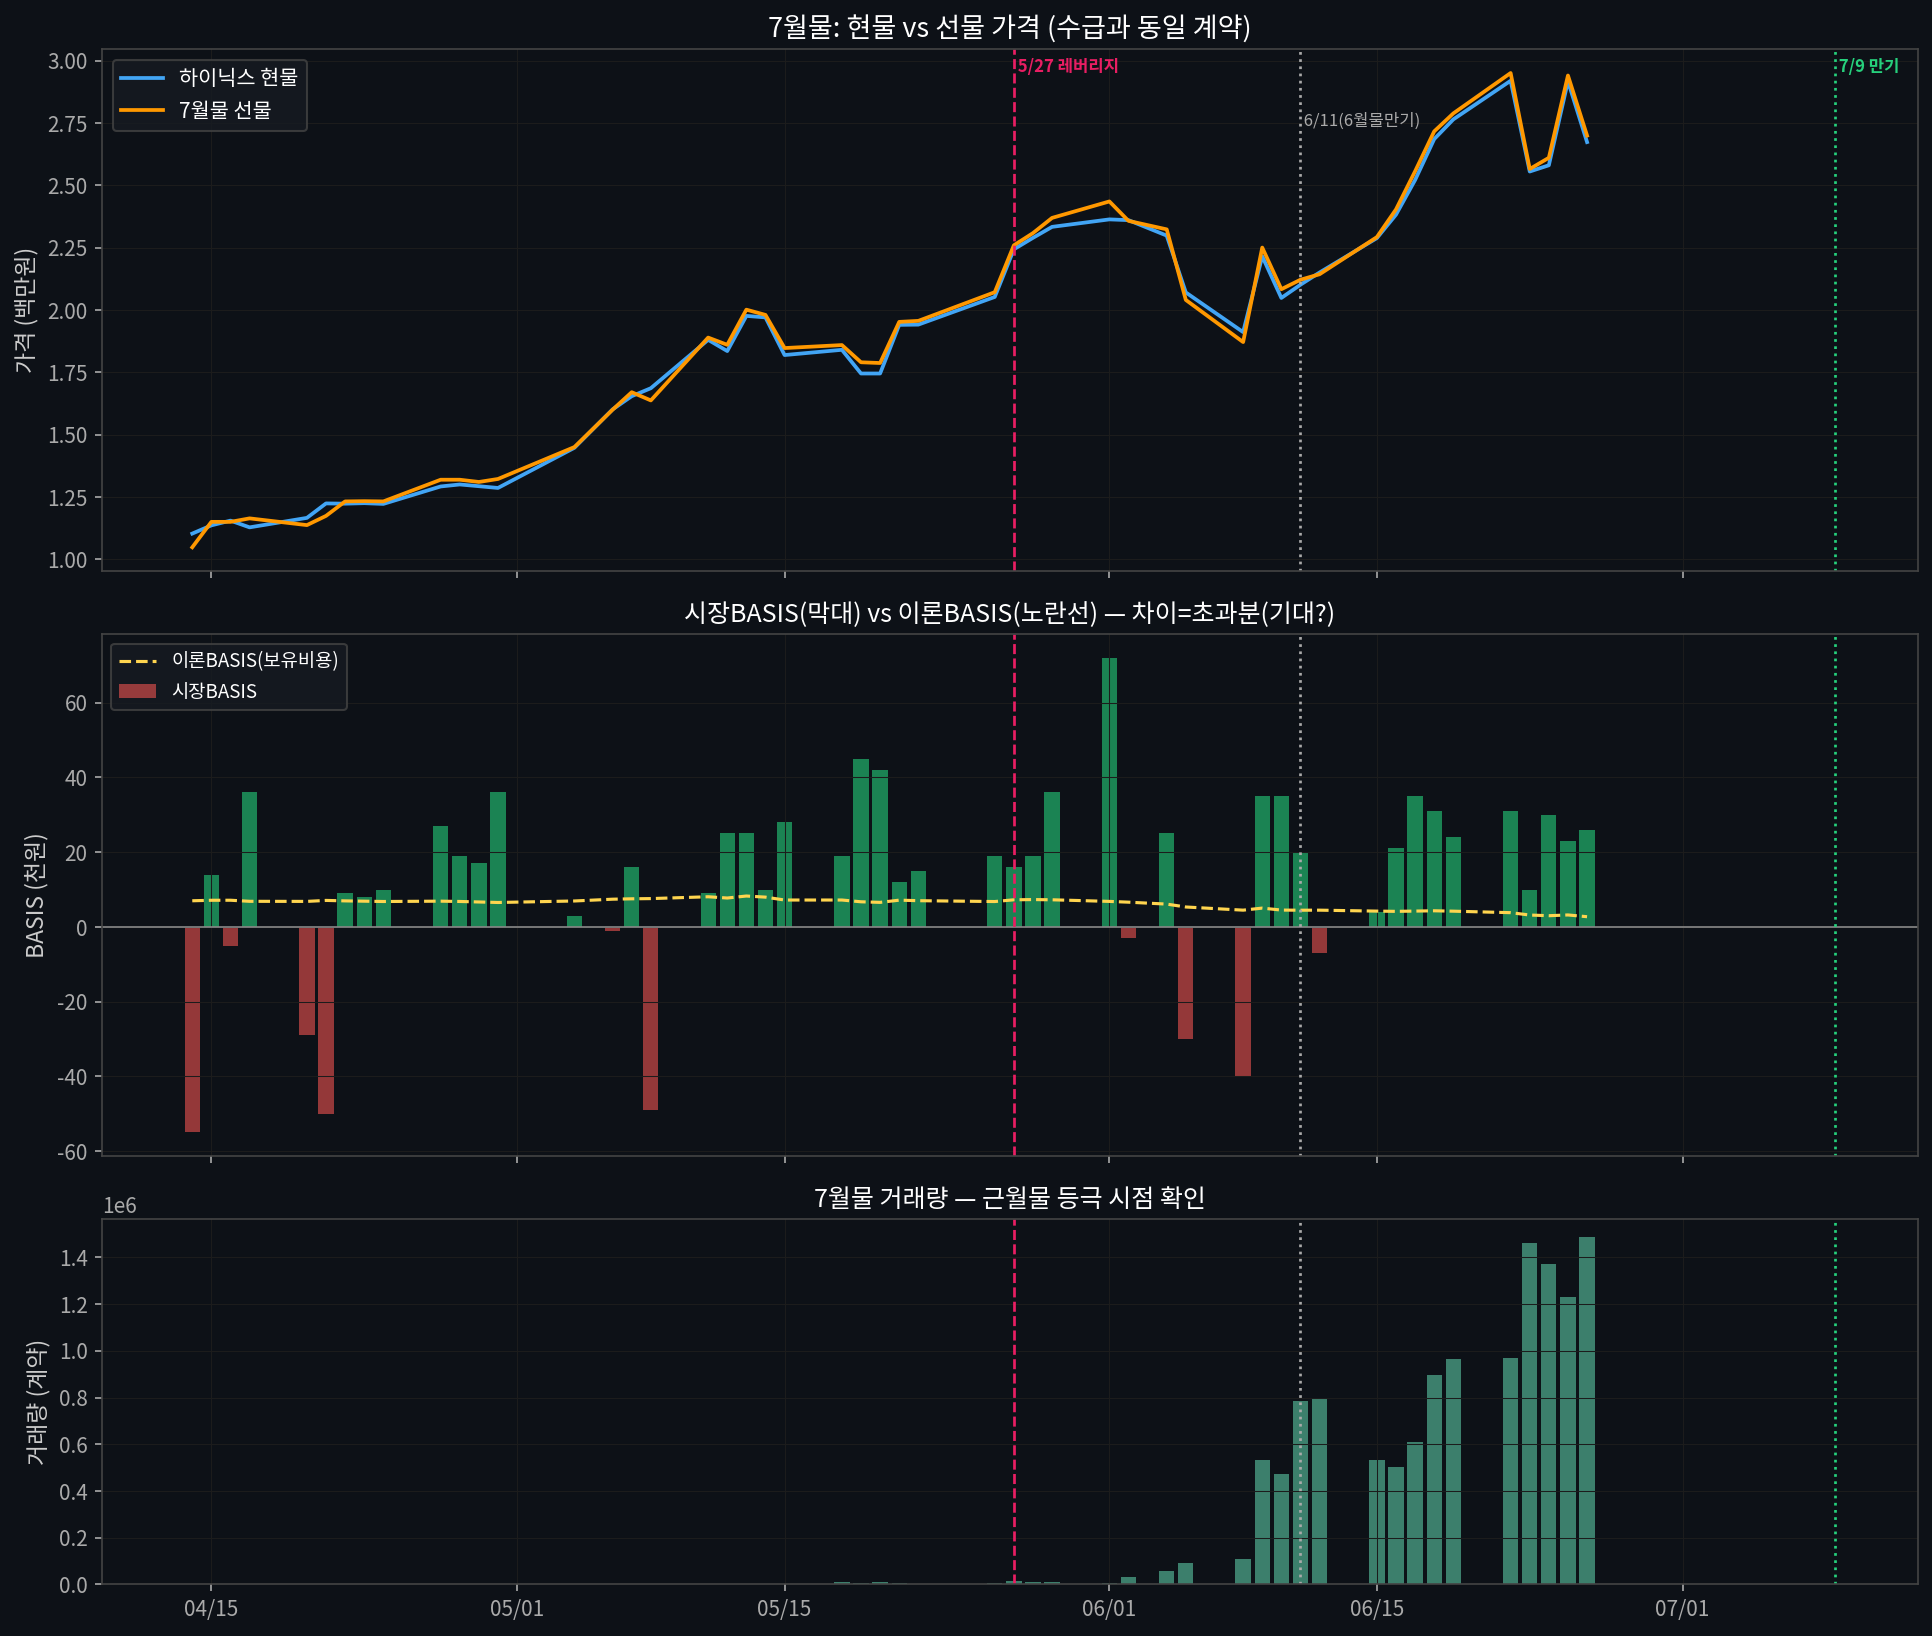 7월물: 현물 vs 선물 가격 (수급과 동일 계약)
하이닉스 현물
7월물 선물
5/27 레버리지
6/11(6월물만기)
7/9 만기
가격 (백만원)
3.00
2.75
2.50
2.25
2.00
1.75
1.50
1.25
1.00
시장BASIS(막대) vs 이론BASIS(노란선) — 차이=초과분(기대?)
이론BASIS(보유비용)
시장BASIS
BASIS (천원)
60
40
20
0
-20
-40
-60
7월물 거래량 — 근월물 등극 시점 확인
1e6
거래량 (계약)
1.4
1.2
1.0
0.8
0.6
0.4
0.2
0.0
04/15 05/01 05/15 06/01 06/15 07/01